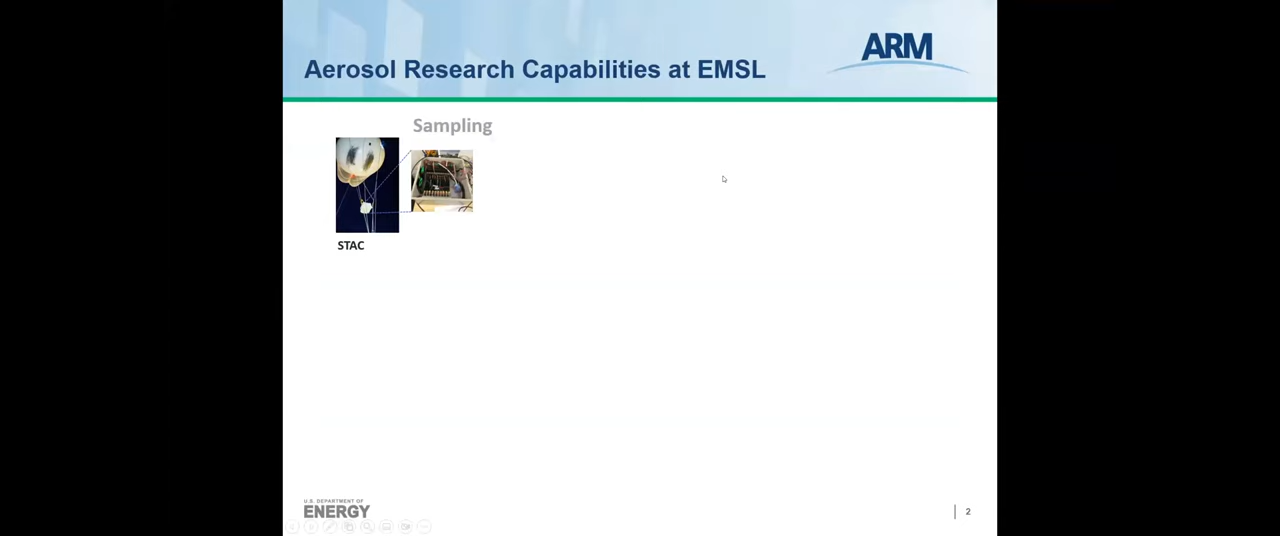 ARM
Aerosol Research Capabilities at EMSL
Sampling
STAC
U.S. DEPARTMENT OF
ENERGY
2